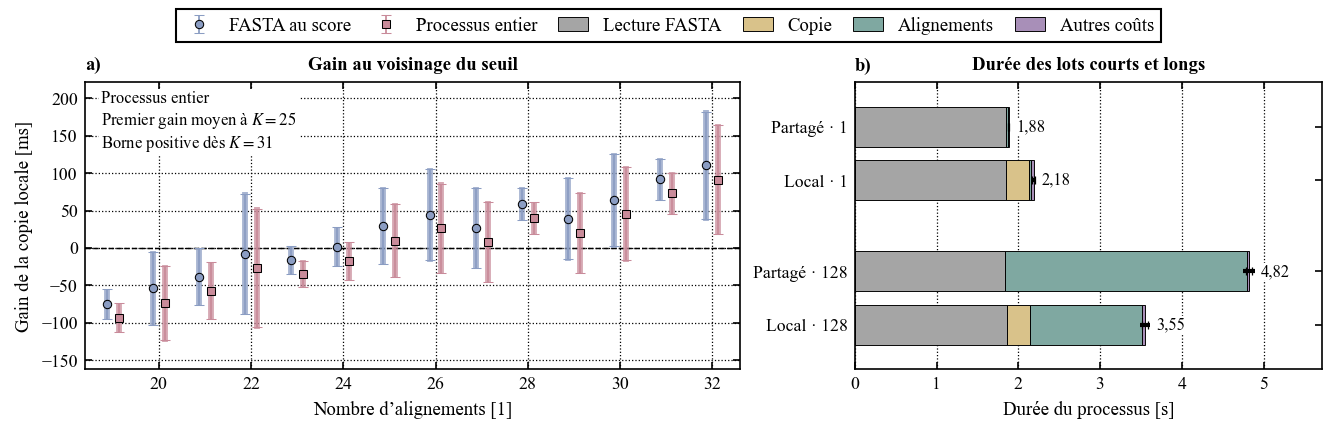 FASTA au score Processus entier Lecture FASTA Copie Alignements Autres coûts
a) Gain au voisinage du seuil
Processus entier
Premier gain moyen à K = 25
Borne positive dès K = 31
Gain de la copie locale [ms]
200
150
100
50
0
−50
−100
−150
20 22 24 26 28 30 32
Nombre d’alignements [1]
b) Durée des lots courts et longs
Partagé · 1 1,88
Local · 1 2,18
Partagé · 128 4,82
Local · 128 3,55
0 1 2 3 4 5
Durée du processus [s]